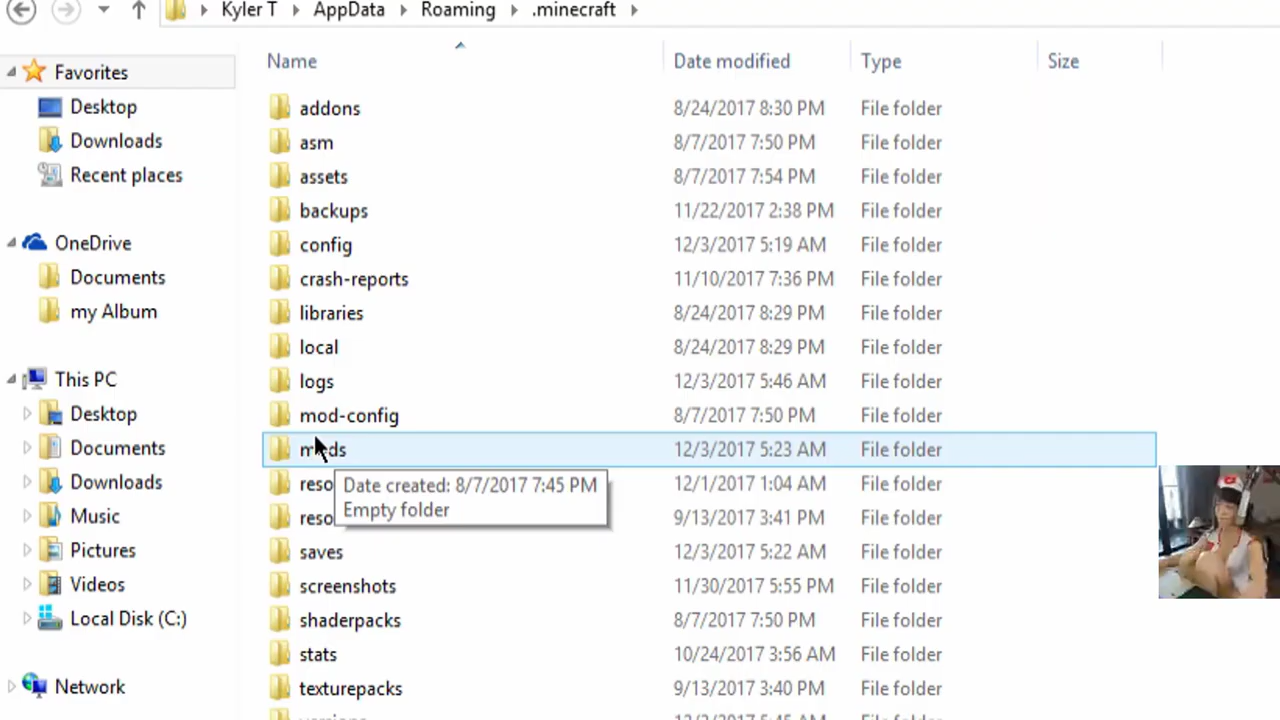 Kyler T AppData Roaming .minecraft
Name Date modified Type Size
Favorites
Desktop
Downloads
Recent places
OneDrive
Documents
my Album
This PC
Desktop
Documents
Downloads
Music
Pictures
Videos
Local Disk (C:)
Network
addons 8/24/2017 8:30 PM File folder
asm 8/7/2017 7:50 PM File folder
assets 8/7/2017 7:54 PM File folder
backups 11/22/2017 2:38 PM File folder
config 12/3/2017 5:19 AM File folder
crash-reports 11/10/2017 7:36 PM File folder
libraries 8/24/2017 8:29 PM File folder
local 8/24/2017 8:29 PM File folder
logs 12/3/2017 5:46 AM File folder
mod-config 8/7/2017 7:50 PM File folder
mods 12/3/2017 5:23 AM File folder
reso 12/1/2017 1:04 AM File folder
reso 9/13/2017 3:41 PM File folder
Date created: 8/7/2017 7:45 PM
Empty folder
saves 12/3/2017 5:22 AM File folder
screenshots 11/30/2017 5:55 PM File folder
shaderpacks 8/7/2017 7:50 PM File folder
stats 10/24/2017 3:56 AM File folder
texturepacks 9/13/2017 3:40 PM File folder